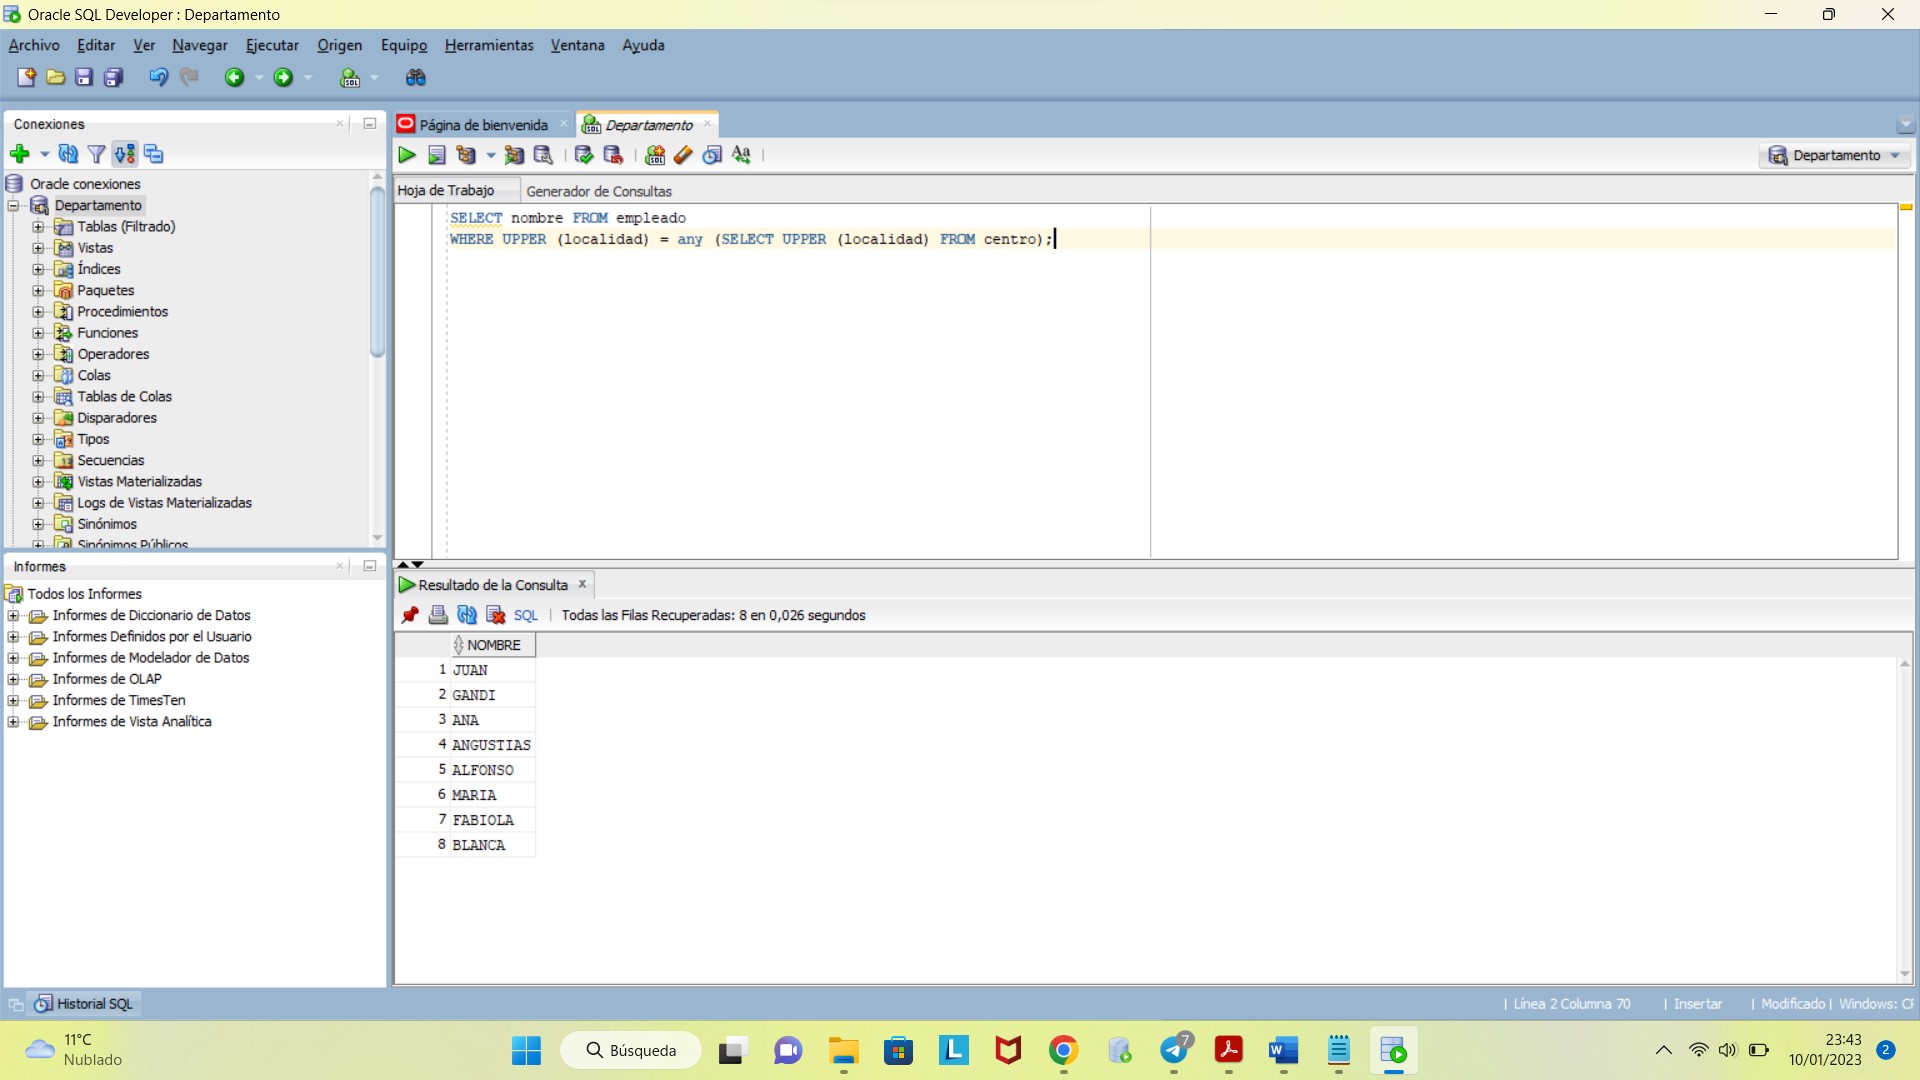 Oracle SQL Developer : Departamento
Archivo Editar Ver Navegar Ejecutar Origen Equipo Herramientas Ventana Ayuda
Conexiones
Página de bienvenida
Departamento
Departamento
Oracle conexiones
Departamento
Tablas (Filtrado)
Vistas
Índices
Paquetes
Procedimientos
Funciones
Operadores
Colas
Tablas de Colas
Disparadores
Tipos
Secuencias
Vistas Materializadas
Logs de Vistas Materializadas
Sinónimos
Sinónimos Públicos
Hoja de Trabajo Generador de Consultas
SELECT nombre FROM empleado
WHERE UPPER (localidad) = any (SELECT UPPER (localidad) FROM centro);
Informes
Todos los Informes
Informes de Diccionario de Datos
Informes Definidos por el Usuario
Informes de Modelador de Datos
Informes de OLAP
Informes de TimesTen
Informes de Vista Analítica
Resultado de la Consulta
SQL | Todas las Filas Recuperadas: 8 en 0,026 segundos
NOMBRE
1 JUAN
2 GANDI
3 ANA
4 ANGUSTIAS
5 ALFONSO
6 MARIA
7 FABIOLA
8 BLANCA
Historial SQL
| Línea 2 Columna 70 | Insertar | Modificado | Windows: CF
11°C
Nublado
Búsqueda
7
23:43
10/01/2023
2